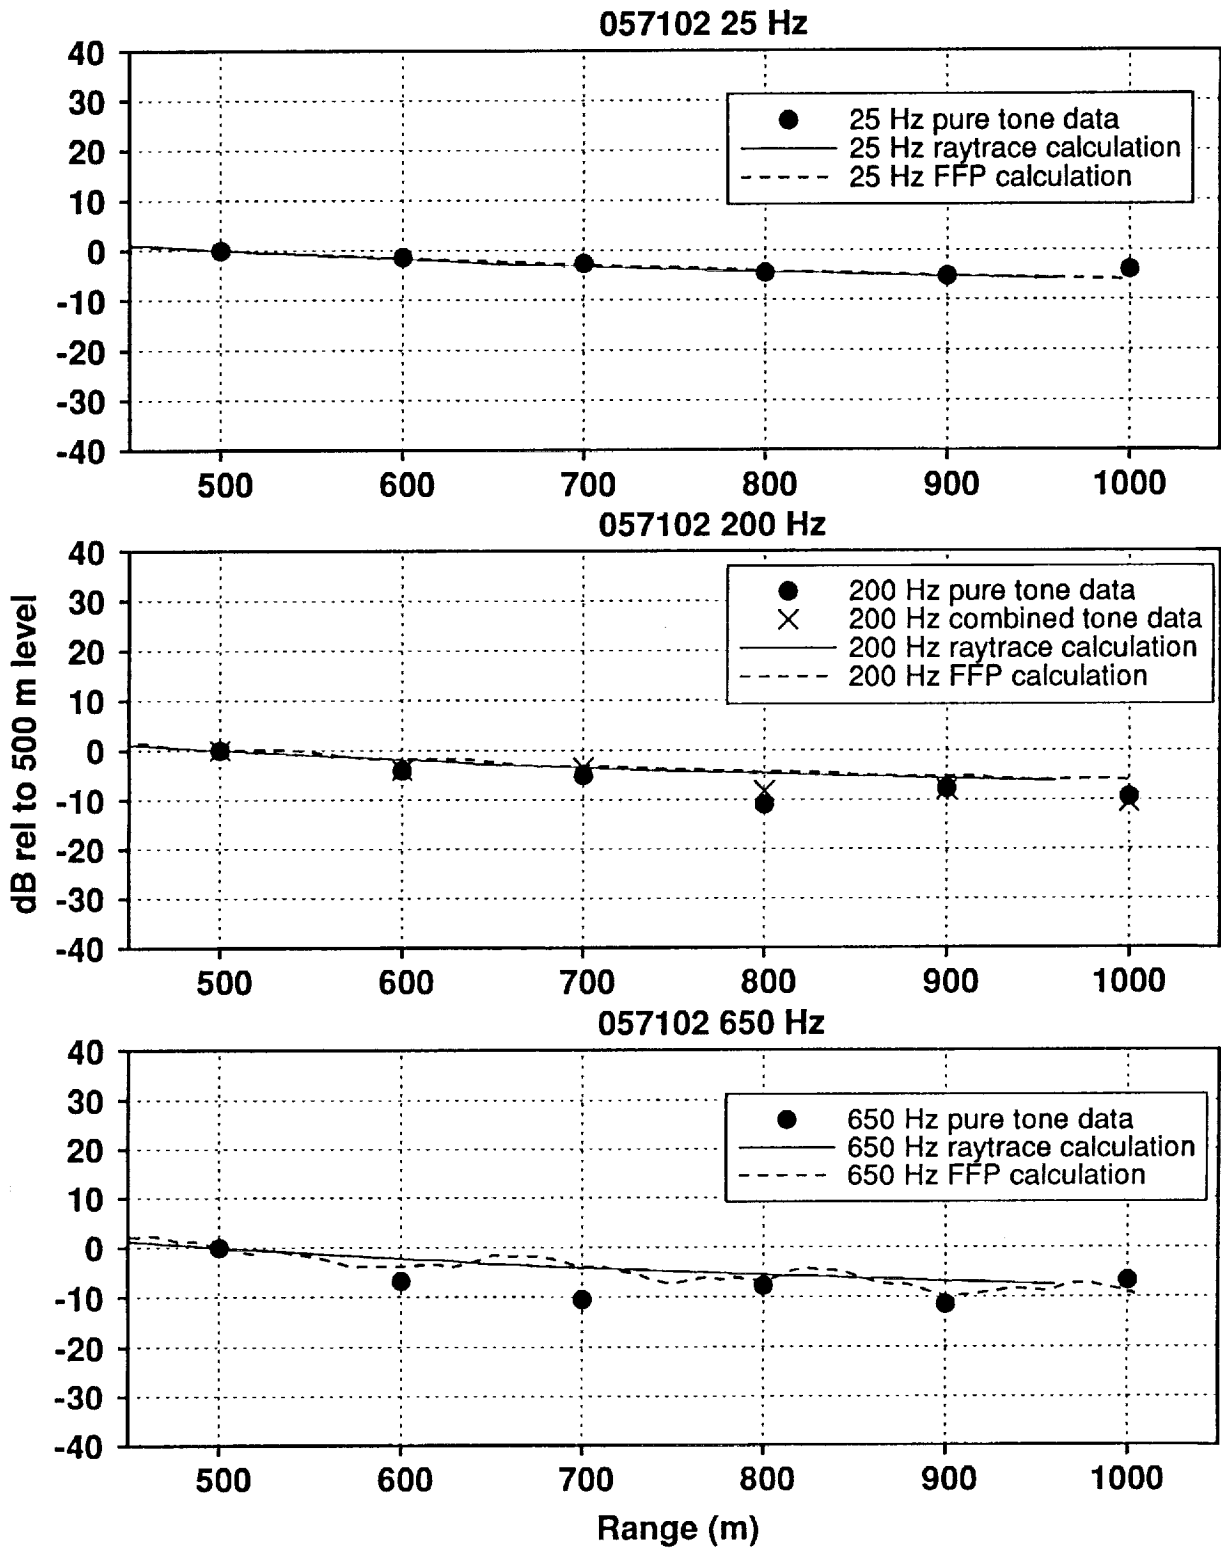 057102 25 Hz
40
30
20
10
0
-10
-20
-30
-40
25 Hz pure tone data
25 Hz raytrace calculation
25 Hz FFP calculation
500 600 700 800 900 1000
057102 200 Hz
dB rel to 500 m level
40
30
20
10
0
-10
-20
-30
-40
200 Hz pure tone data
200 Hz combined tone data
200 Hz raytrace calculation
200 Hz FFP calculation
500 600 700 800 900 1000
057102 650 Hz
40
30
20
10
0
-10
-20
-30
-40
650 Hz pure tone data
650 Hz raytrace calculation
650 Hz FFP calculation
500 600 700 800 900 1000
Range (m)